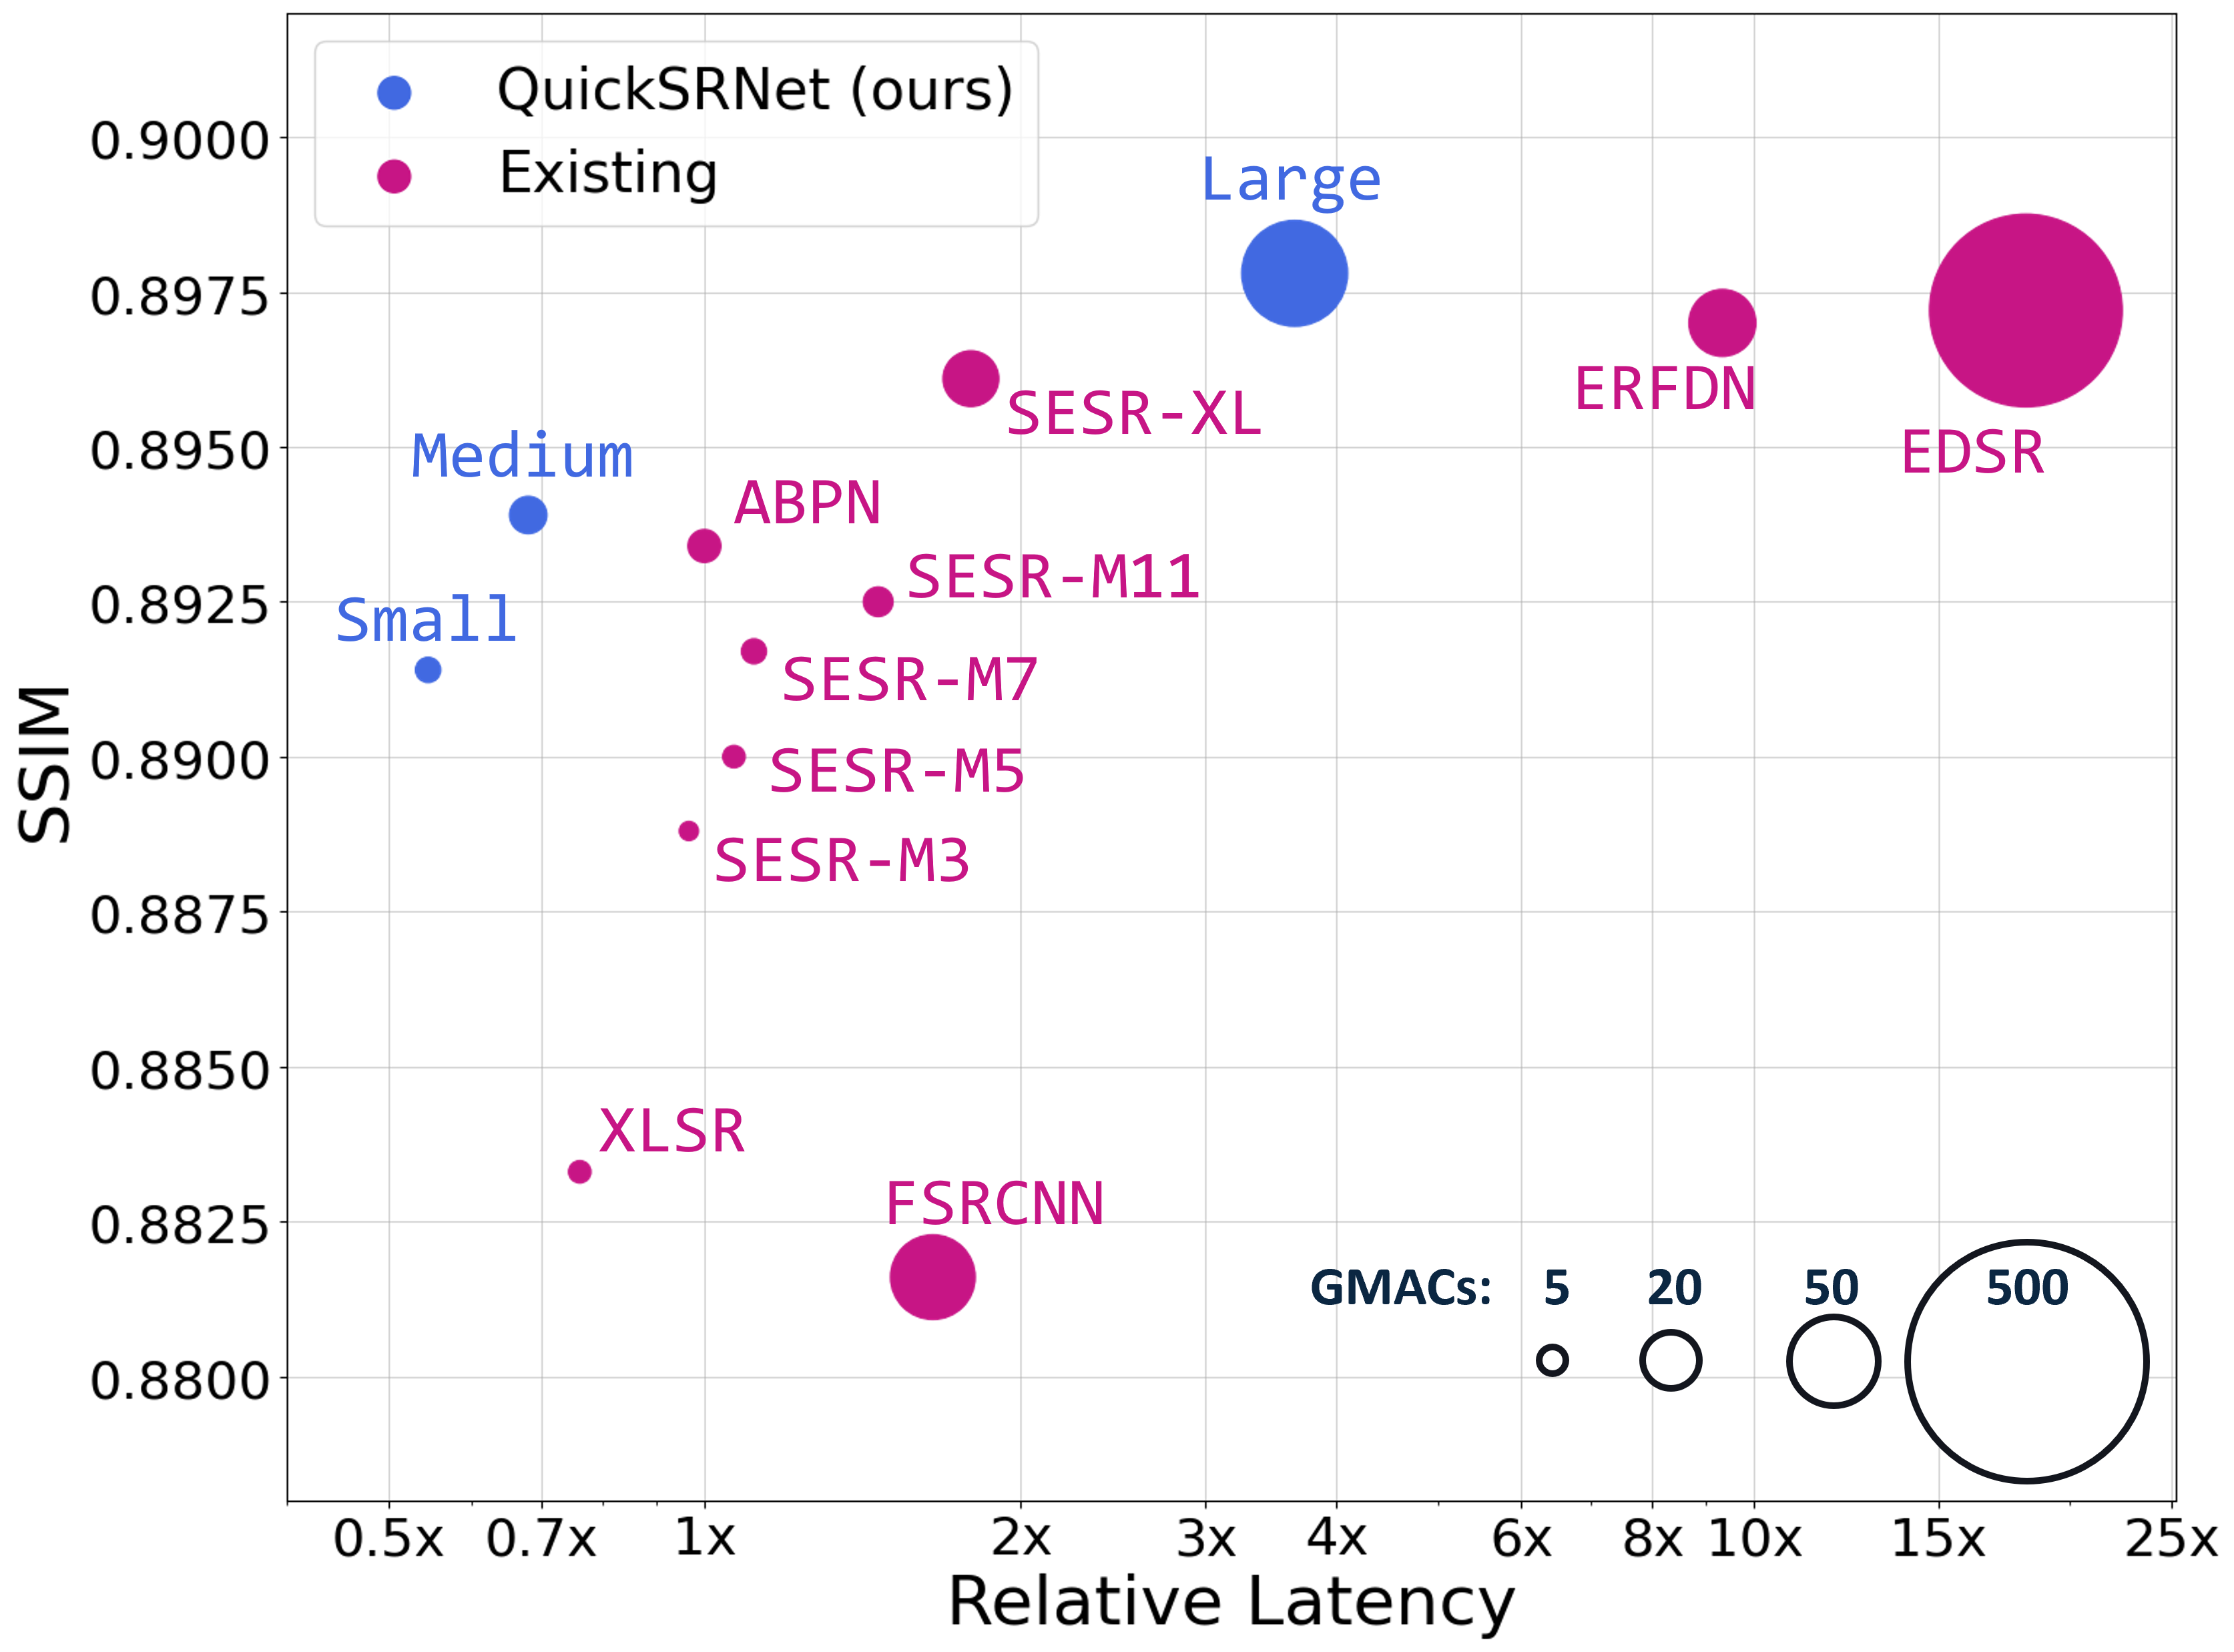 QuickSRNet (ours)
Existing
0.9000
0.8975
0.8950
0.8925
0.8900
0.8875
0.8850
0.8825
0.8800
SSIM
Large
ERFDN
EDSR
SESR-XL
Medium
ABPN
SESR-M11
Small
SESR-M7
SESR-M5
SESR-M3
XLSR
FSRCNN
GMACs: 5 20 50 500
0.5x 0.7x 1x 2x 3x 4x 6x 8x 10x 15x 25x
Relative Latency